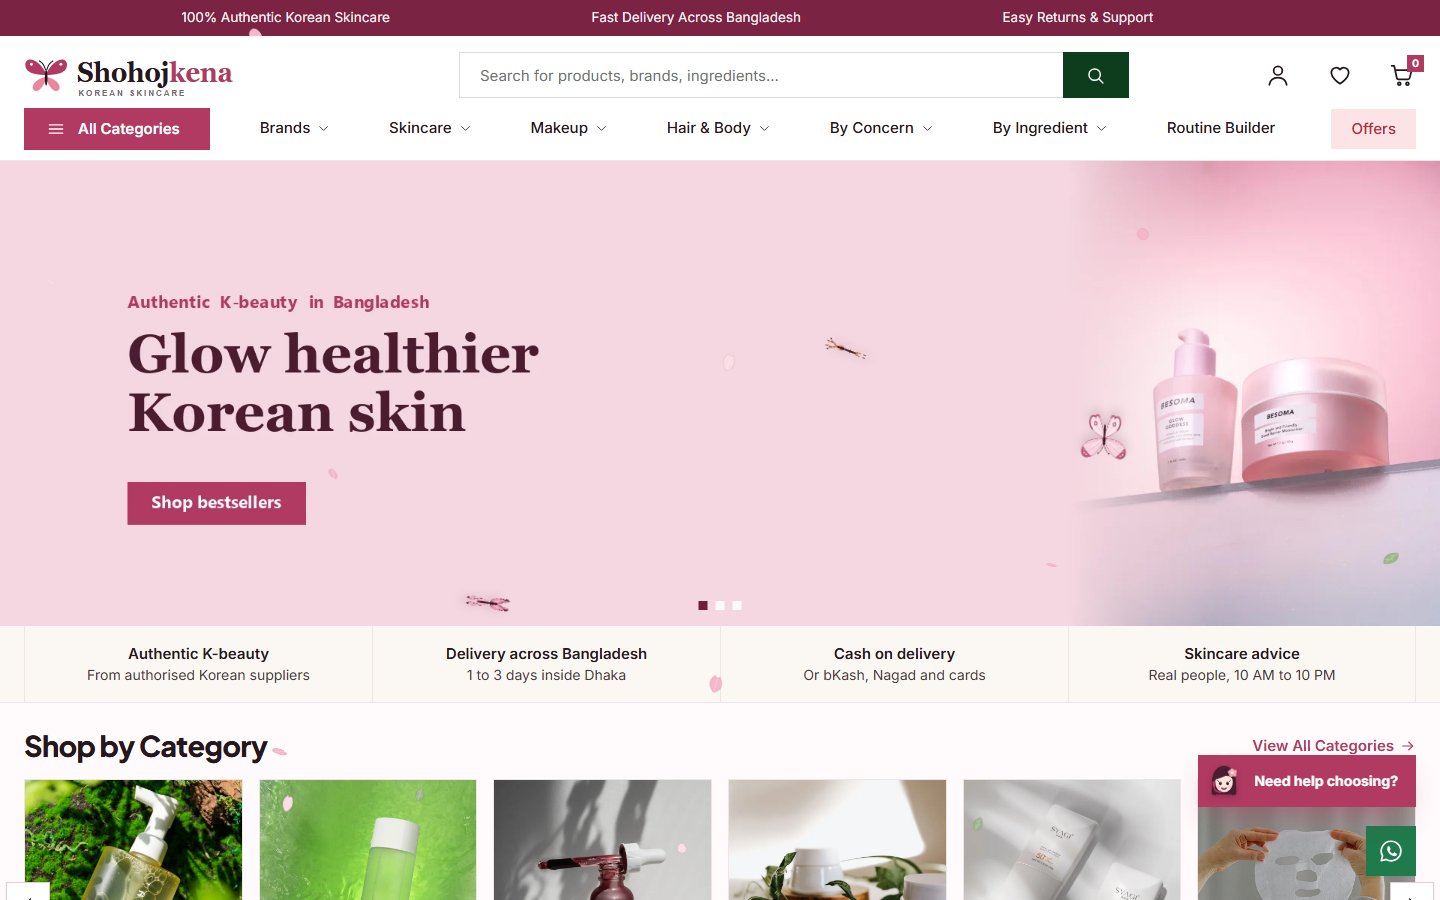 100% Authentic Korean Skincare
Fast Delivery Across Bangladesh
Easy Returns & Support
Shohojkena
KOREAN SKINCARE
Search for products, brands, ingredients...
0
All Categories
Brands
Skincare
Makeup
Hair & Body
By Concern
By Ingredient
Routine Builder
Offers
Authentic K-beauty in Bangladesh
Glow healthier
Korean skin
Shop bestsellers
BESOMA
GLOW
GODDESS
BESOMA
Authentic K-beauty
From authorised Korean suppliers
Delivery across Bangladesh
1 to 3 days inside Dhaka
Cash on delivery
Or bKash, Nagad and cards
Skincare advice
Real people, 10 AM to 10 PM
Shop by Category
View All Categories
Need help choosing?